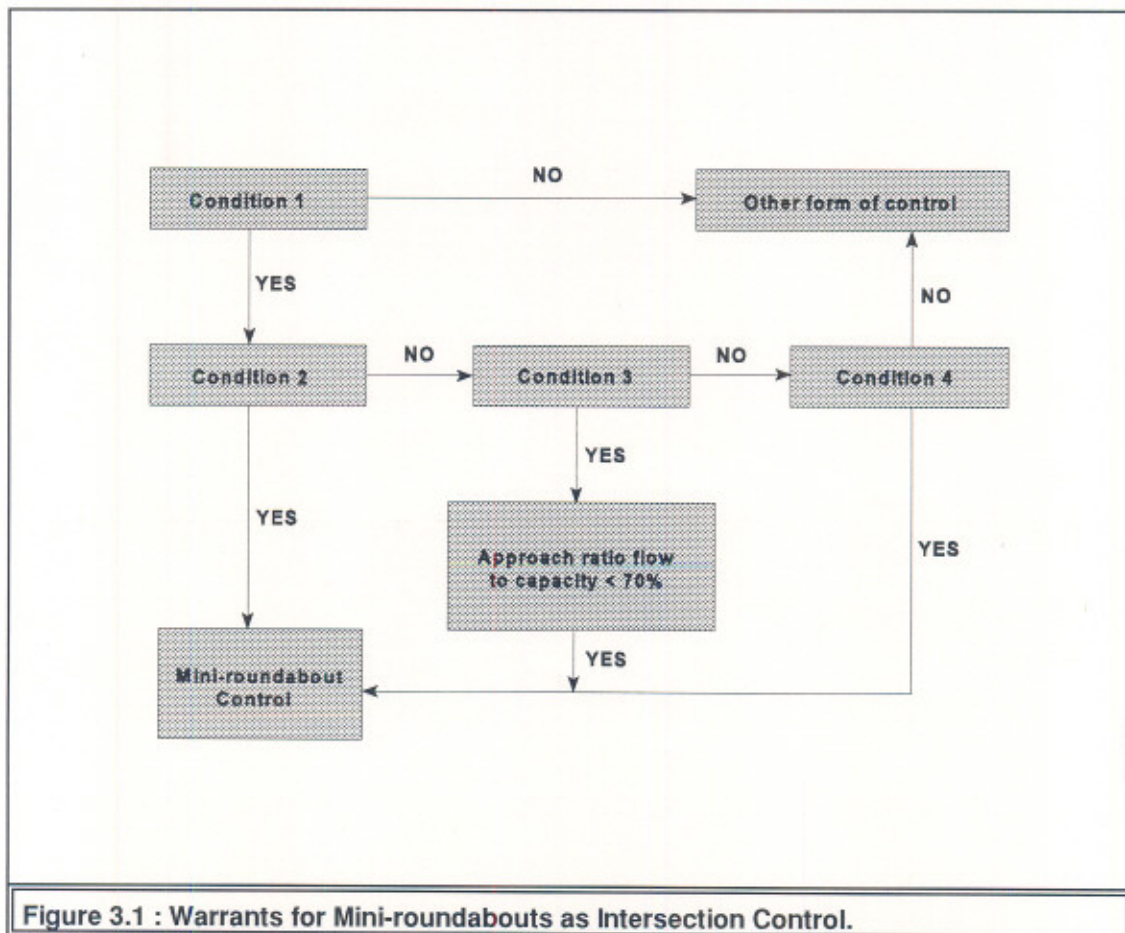 Condition 1
NO
Other form of control
YES
NO
Condition 2
NO
Condition 3
NO
Condition 4
YES
YES
Approach ratio flow
to capacity < 70%
YES
YES
Mini-roundabout
Control
Figure 3.1 : Warrants for Mini-roundabouts as Intersection Control.